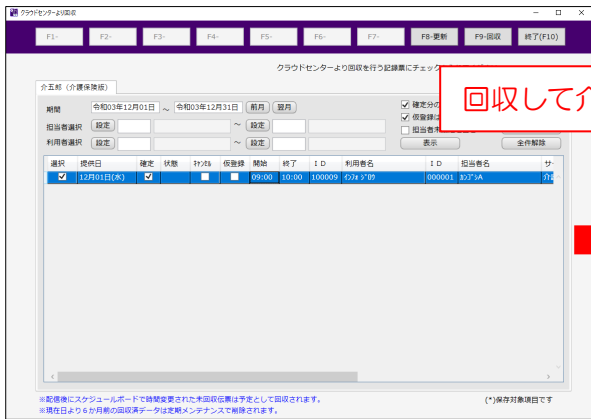 クラウドセンターより回収
F1- F2- F3- F4- F5- F6- F7- F8-更新 F9-回収 終了(F10)
クラウドセンターより回収を行う記録票にチェック
回収して介
介五郎（介護保険版）
期間 令和03年12月01日 ～ 令和03年12月31日 前月 翌月 確定分の
仮登録は
担当者選択 設定 ～ 設定 担当者未
利用者選択 設定 ～ 設定 表示 全件解除
選択 提供日 確定 状態 ｷｬﾝｾﾙ 仮登録 開始 終了 ＩＤ 利用者名 ＩＤ 担当者名 サ
12月01日(水) 09:00 10:00 100009 ｲﾝﾌｫ ｼﾞﾛｳ 000001 ｶﾝﾌﾟｼA
※配信後にスケジュールボードで時間変更された未回収伝票は予定として回収されます。
(*)保存対象項目です
※現在日より６か月前の回収済データは定期メンテナンスで削除されます。